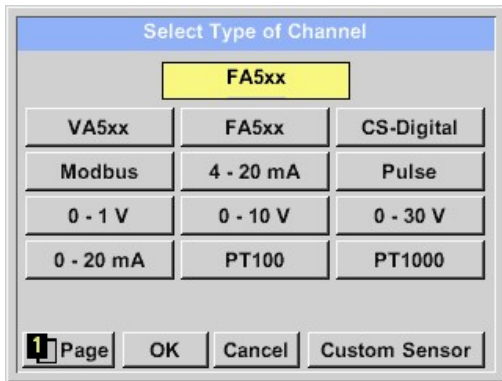 Select Type of Channel
FA5xx
VA5xx FA5xx CS-Digital
Modbus 4 - 20 mA Pulse
0 - 1 V 0 - 10 V 0 - 30 V
0 - 20 mA PT100 PT1000
1 Page OK Cancel Custom Sensor